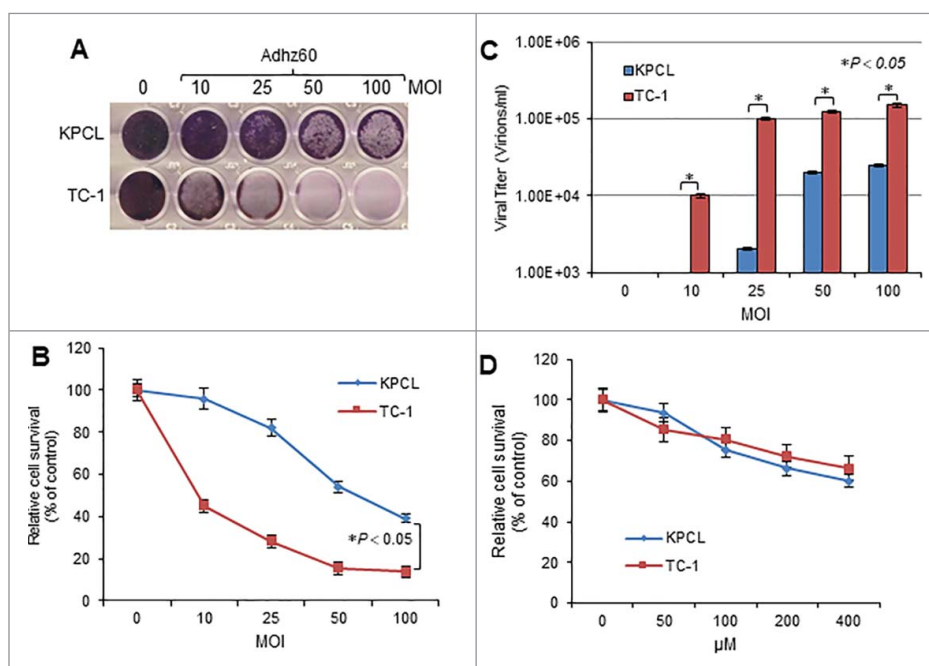 A
Adhz60
0 10 25 50 100 MOI
KPCL
TC-1
C
1.00E+06
1.00E+05
1.00E+04
1.00E+03
Viral Titer (Virions/ml)
KPCL
TC-1
*P < 0.05
* * * *
0 10 25 50 100
MOI
B
120
100
80
60
40
20
0
Relative cell survival
(% of control)
KPCL
TC-1
*P < 0.05
0 10 25 50 100
MOI
D
120
100
80
60
40
20
0
Relative cell survival
(% of control)
KPCL
TC-1
0 50 100 200 400
µM